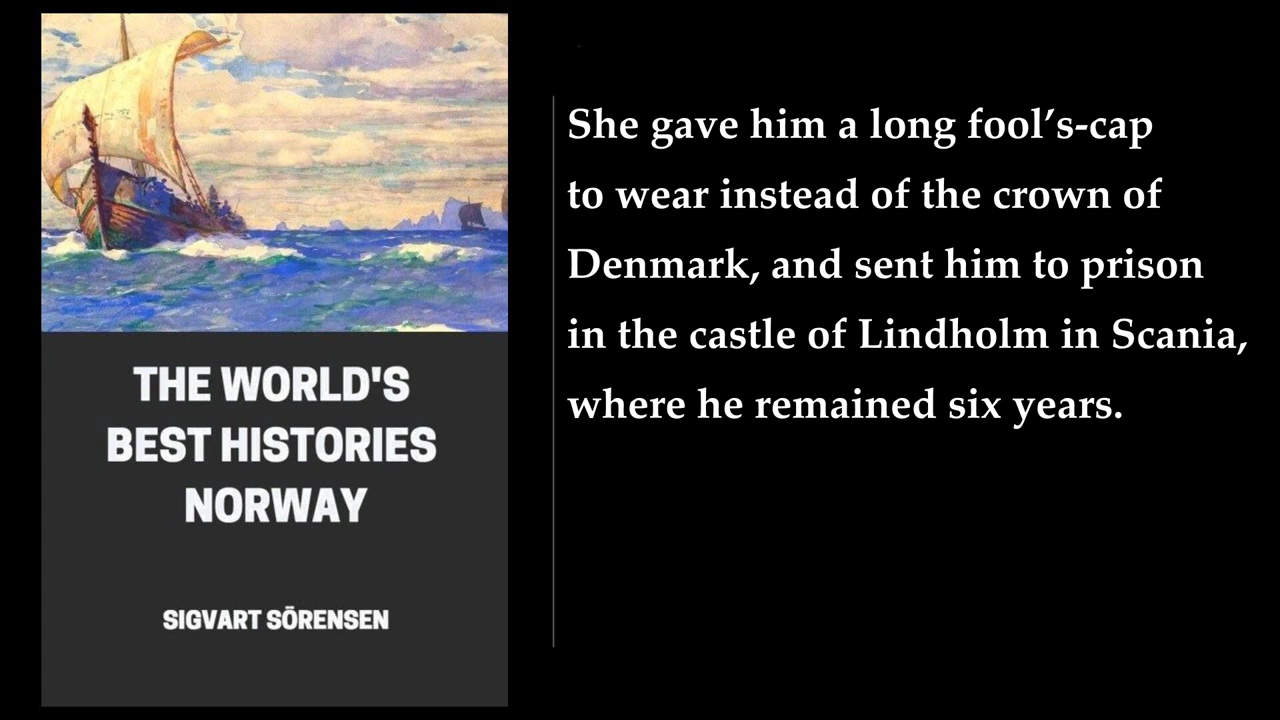 THE WORLD'S
BEST HISTORIES
NORWAY
SIGVART SÖRENSEN
She gave him a long fool’s-cap
to wear instead of the crown of
Denmark, and sent him to prison
in the castle of Lindholm in Scania,
where he remained six years.